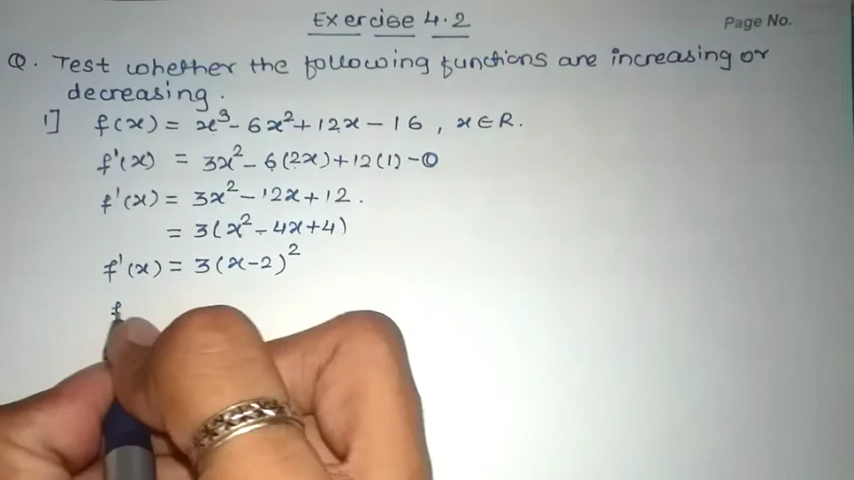 Exercise 4.2
Page No.
Q. Test whether the following functions are increasing or
decreasing.
1] f(x) = x³ - 6x² + 12x - 16 , x ∈ R.
f'(x) = 3x² - 6(2x) + 12(1) - 0
f'(x) = 3x² - 12x + 12.
= 3(x² - 4x + 4)
f'(x) = 3(x-2)²
f